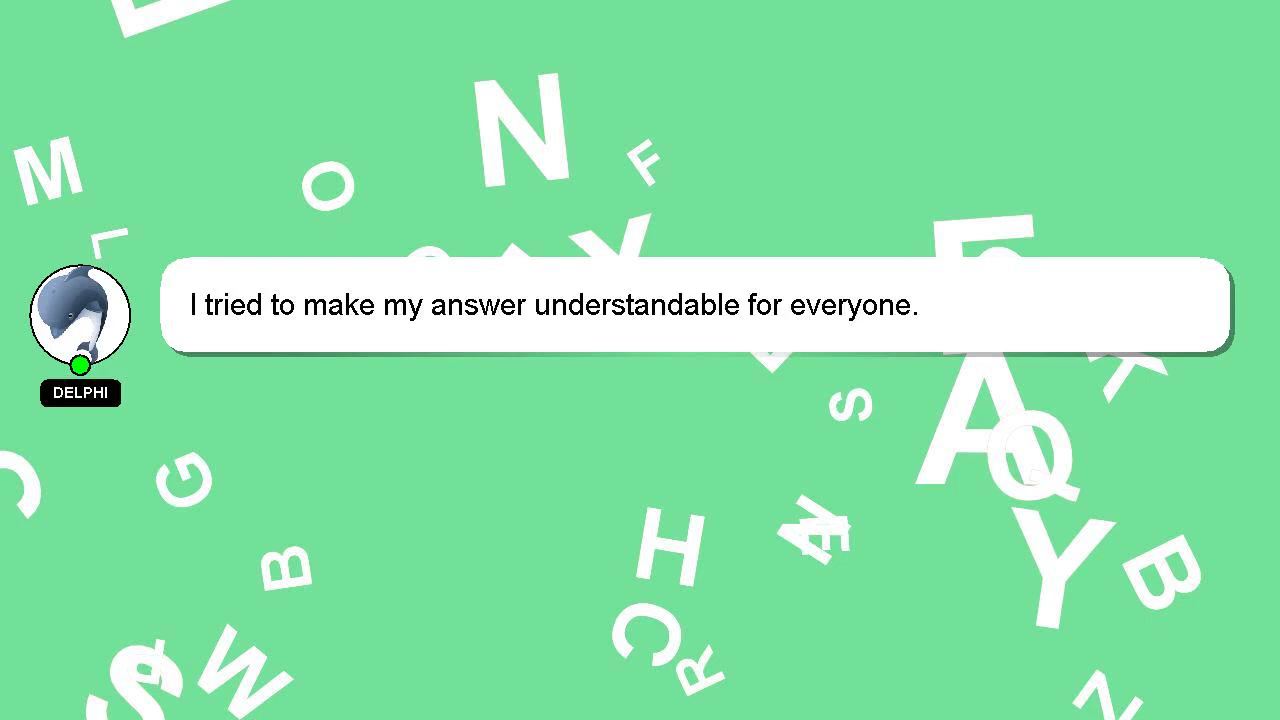 I tried to make my answer understandable for everyone.
DELPHI
N
F
M
O
L
Y
A
S
Q
G
H
Y
B
B
C
R
W
S
N